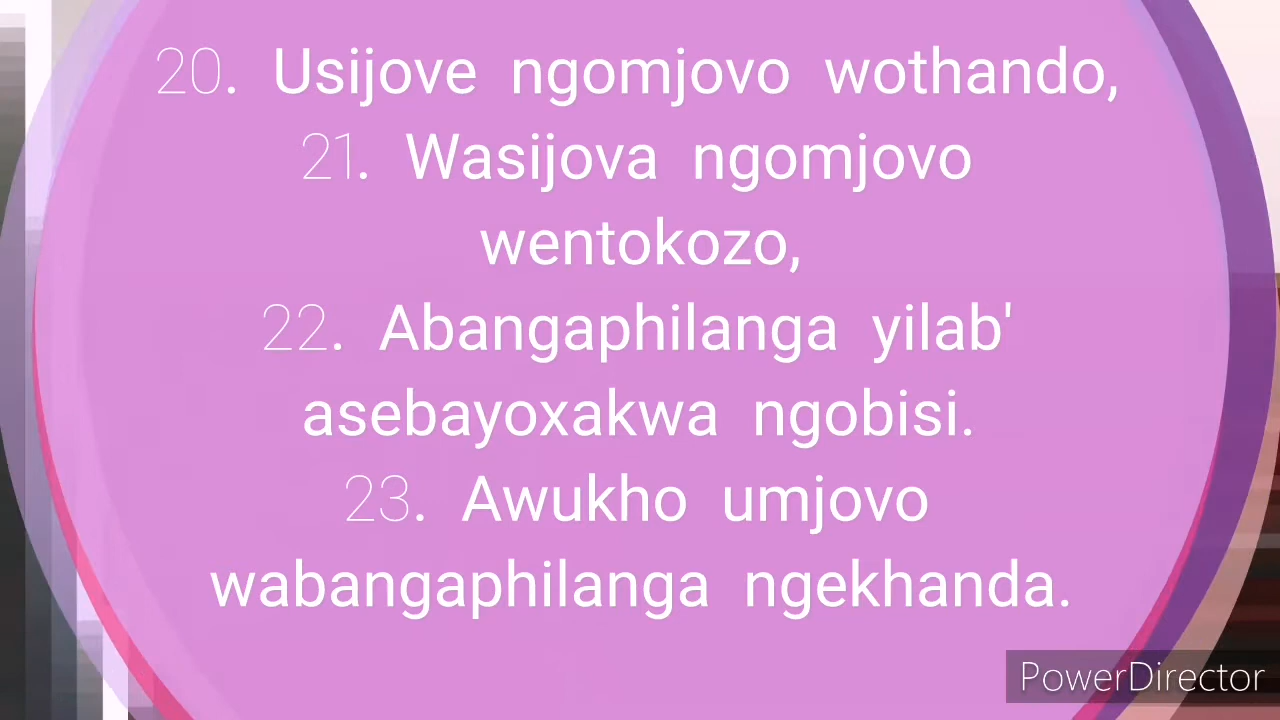 20. Usijove ngomjovo wothando,
21. Wasijova ngomjovo
wentokozo,
22. Abangaphilanga yilab'
asebayoxakwa ngobisi.
23. Awukho umjovo
wabangaphilanga ngekhanda.
PowerDirector